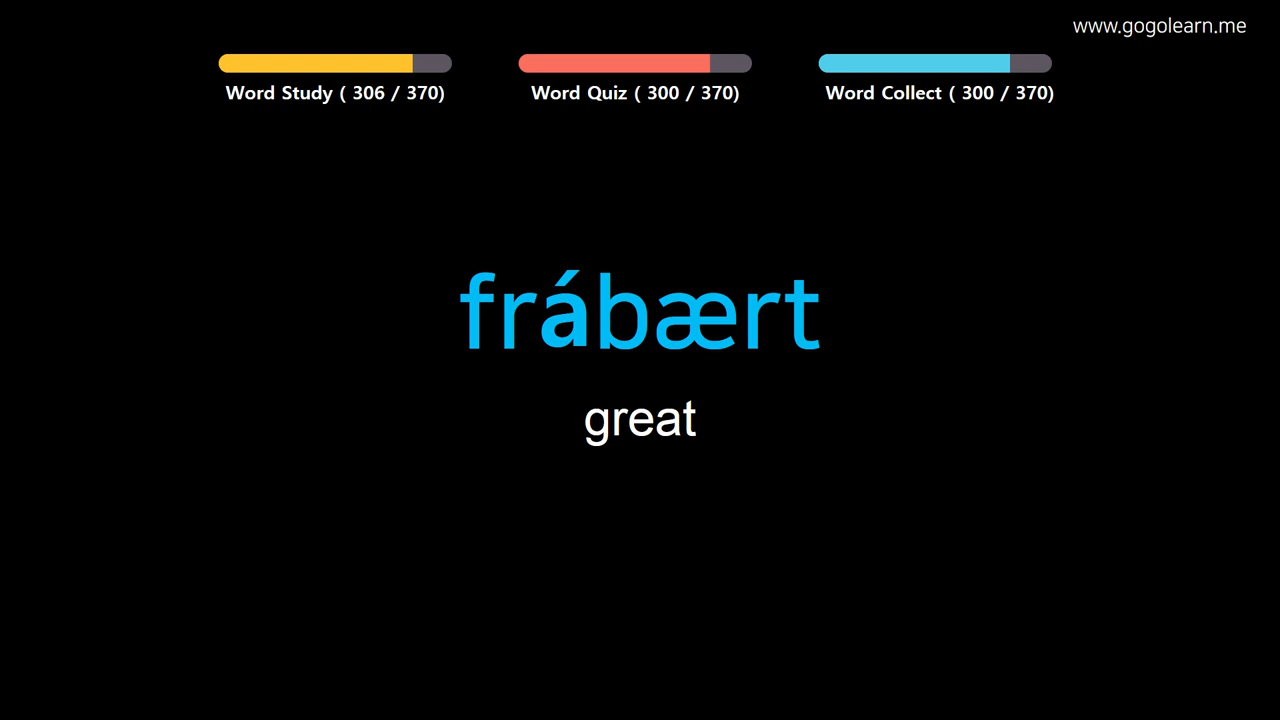 www.gogolearn.me
Word Study ( 306 / 370)
Word Quiz ( 300 / 370)
Word Collect ( 300 / 370)
frábært
great